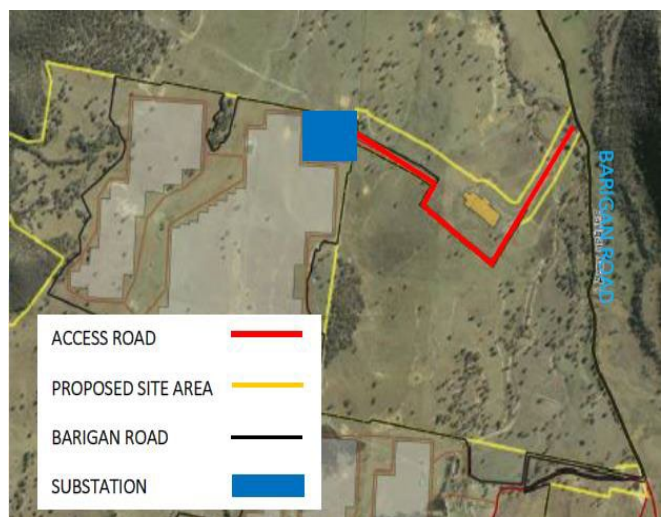 BARIGAN ROAD
ACCESS ROAD
PROPOSED SITE AREA
BARIGAN ROAD
SUBSTATION